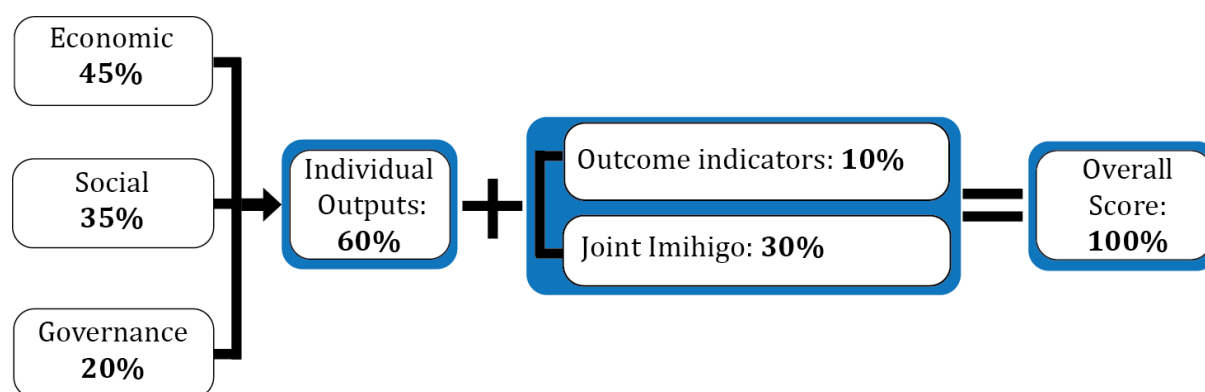 Economic
45%
Social
35%
Governance
20%
Individual
Outputs:
60%
Outcome indicators: 10%
Joint Imihigo: 30%
Overall
Score:
100%